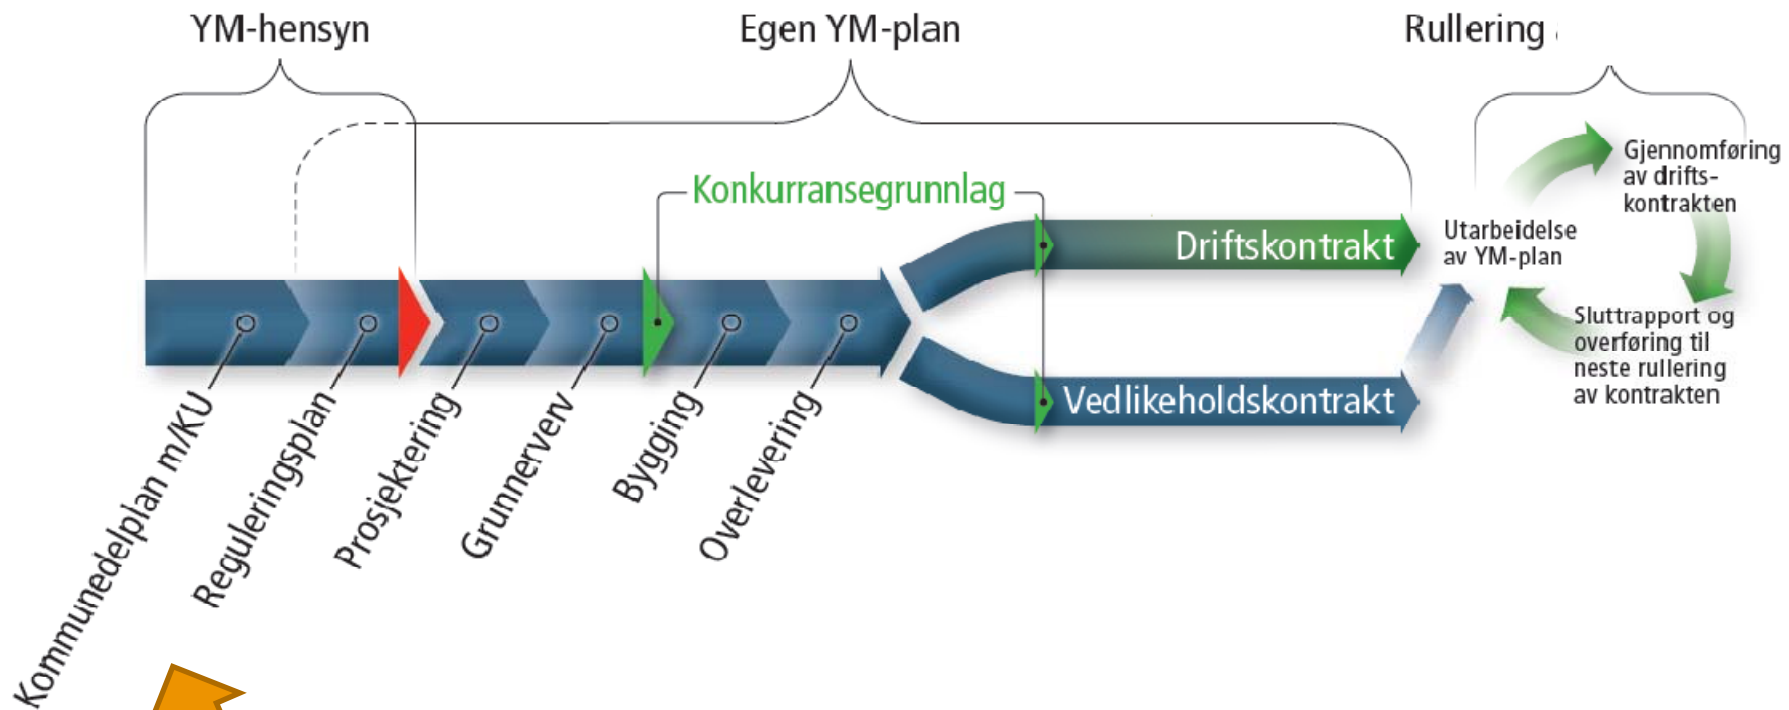 YM-hensyn
Egen YM-plan
Rullering
Konkurransegrunnlag
Driftskontrakt
Vedlikeholdskontrakt
Kommunedelplan m/KU
Reguleringsplan
Prosjektering
Grunnerverv
Bygging
Overlevering
Utarbeidelse
av YM-plan
Gjennomføring
av drifts-
kontrakten
Sluttrapport og
overføring til
neste rullering
av kontrakten